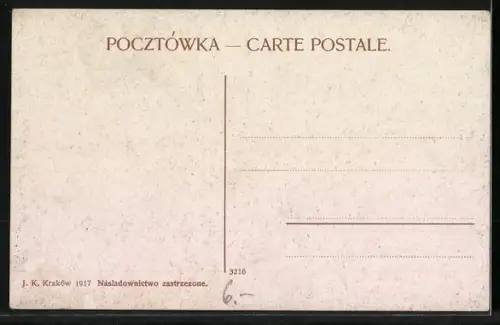 POCZTÓWKA — CARTE POSTALE.
3216
J. K. Kraków 1917 Naśladownictwo zastrzeżone.
6.-